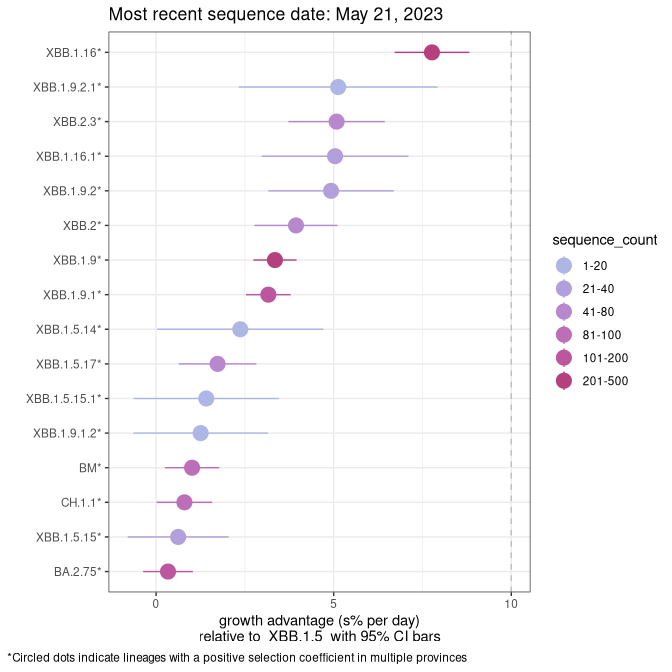 Most recent sequence date: May 21, 2023
XBB.1.16*
XBB.1.9.2.1*
XBB.2.3*
XBB.1.16.1*
XBB.1.9.2*
XBB.2*
XBB.1.9*
XBB.1.9.1*
XBB.1.5.14*
XBB.1.5.17*
XBB.1.5.15.1*
XBB.1.9.1.2*
BM*
CH.1.1*
XBB.1.5.15*
BA.2.75*
0 5 10
growth advantage (s% per day)
relative to XBB.1.5 with 95% CI bars
sequence_count
1-20
21-40
41-80
81-100
101-200
201-500
*Circled dots indicate lineages with a positive selection coefficient in multiple provinces